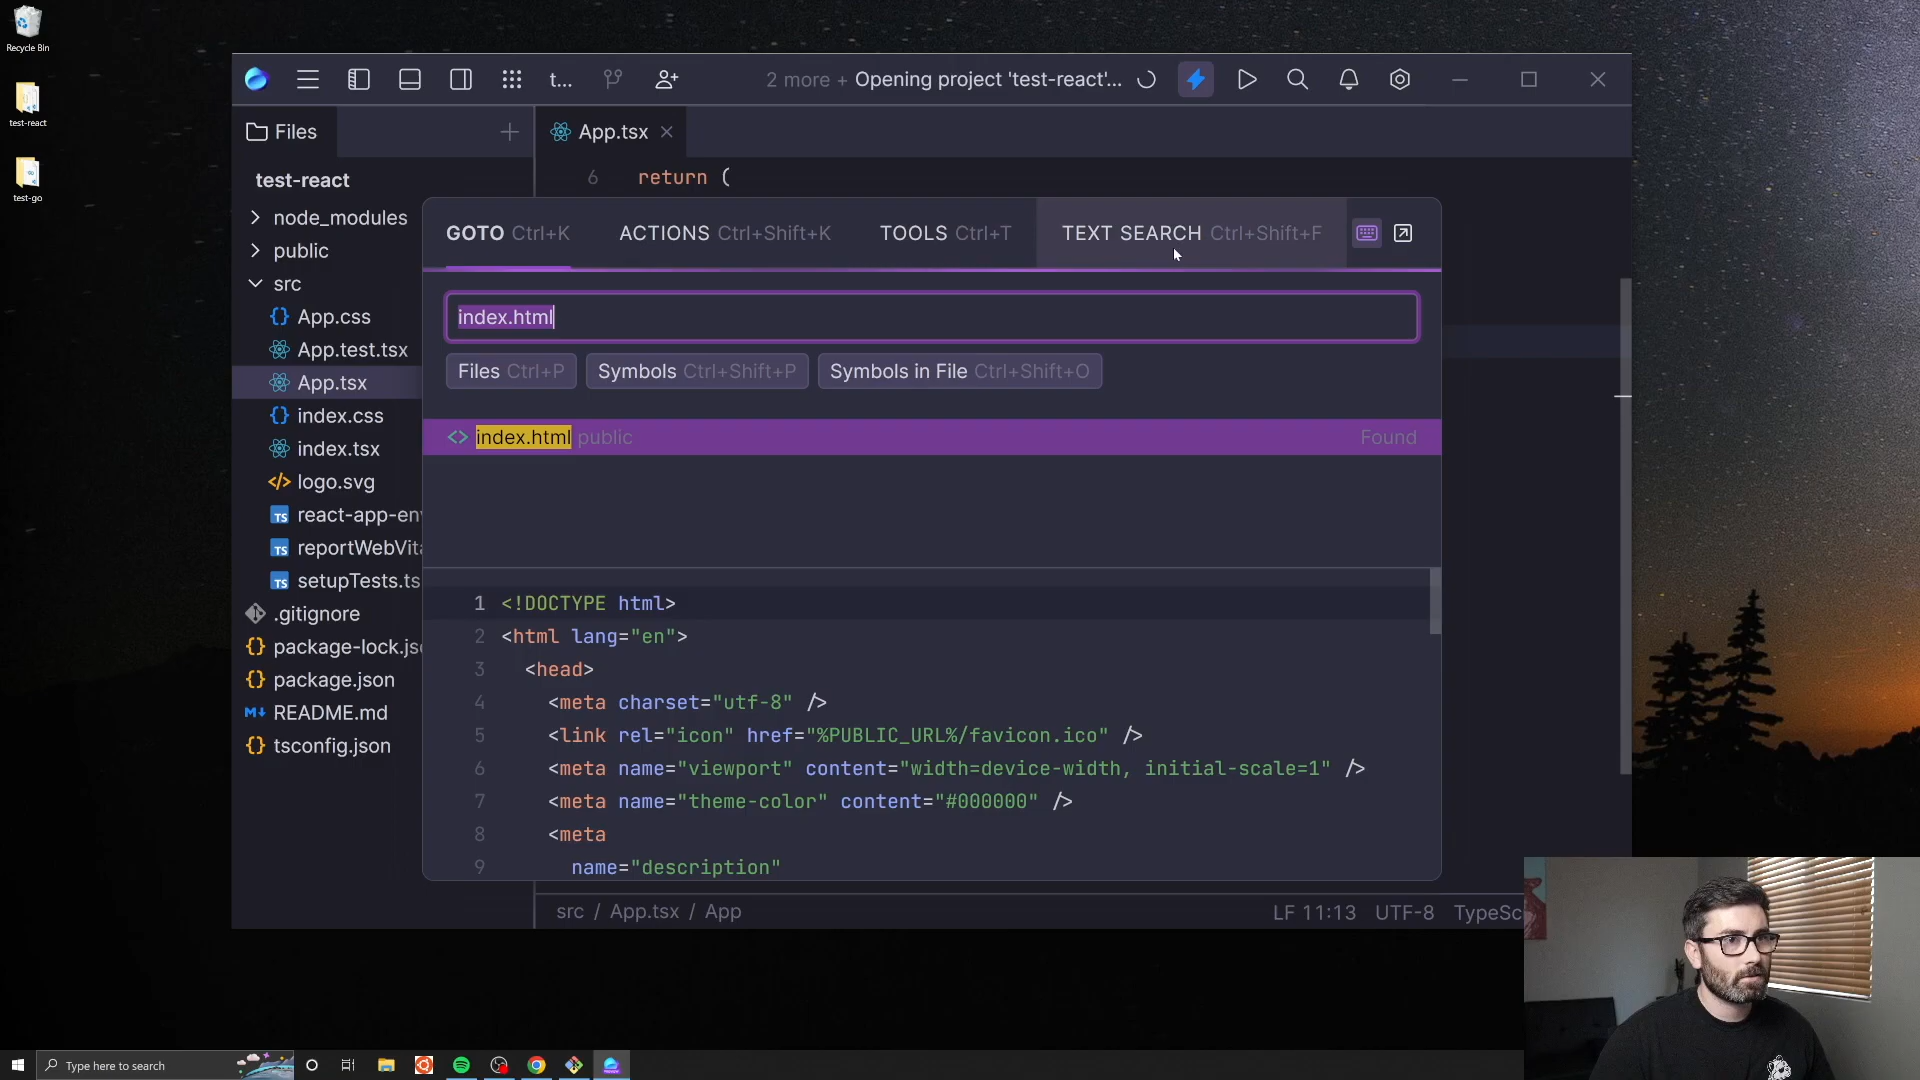 Recycle Bin
test-react
test-go
t...
2 more + Opening project 'test-react'...
Files
App.tsx
test-react
node_modules
public
src
App.css
App.test.tsx
App.tsx
index.css
index.tsx
logo.svg
react-app-env
reportWebVita
setupTests.ts
.gitignore
package-lock.jso
package.json
README.md
tsconfig.json
6 return (
GOTO Ctrl+K ACTIONS Ctrl+Shift+K TOOLS Ctrl+T TEXT SEARCH Ctrl+Shift+F
index.html
Files Ctrl+P Symbols Ctrl+Shift+P Symbols in File Ctrl+Shift+O
<> index.html public Found
1 <!DOCTYPE html>
2 <html lang="en">
3 <head>
4 <meta charset="utf-8" />
5 <link rel="icon" href="%PUBLIC_URL%/favicon.ico" />
6 <meta name="viewport" content="width=device-width, initial-scale=1" />
7 <meta name="theme-color" content="#000000" />
8 <meta
9 name="description"
src / App.tsx / App
LF 11:13 UTF-8 TypeSc
Type here to search